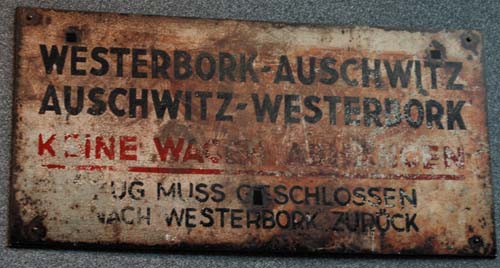 WESTERBORK-AUSCHWITZ
AUSCHWITZ-WESTERBORK
KEINE WAGEN ABHÄNGEN
ZUG MUSS GESCHLOSSEN
NACH WESTERBORK ZURÜCK